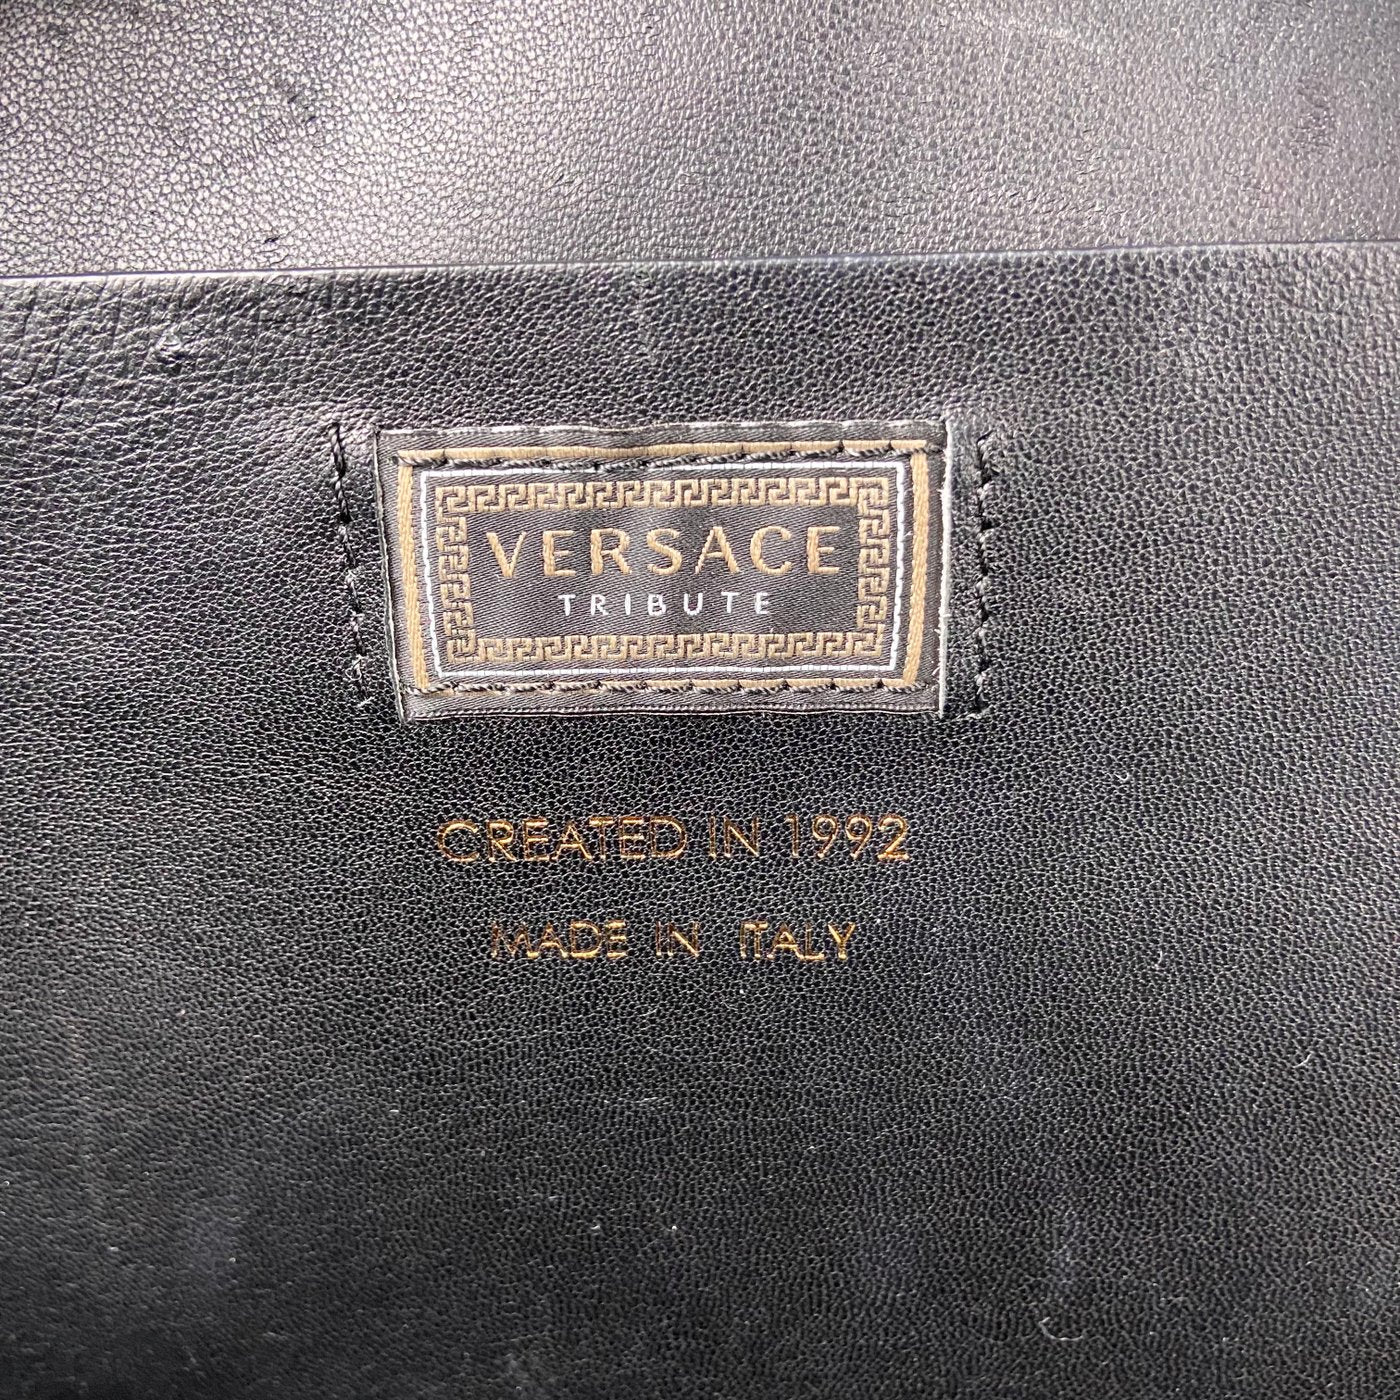 VERSACE
TRIBUTE
CREATED IN 1992
MADE IN ITALY